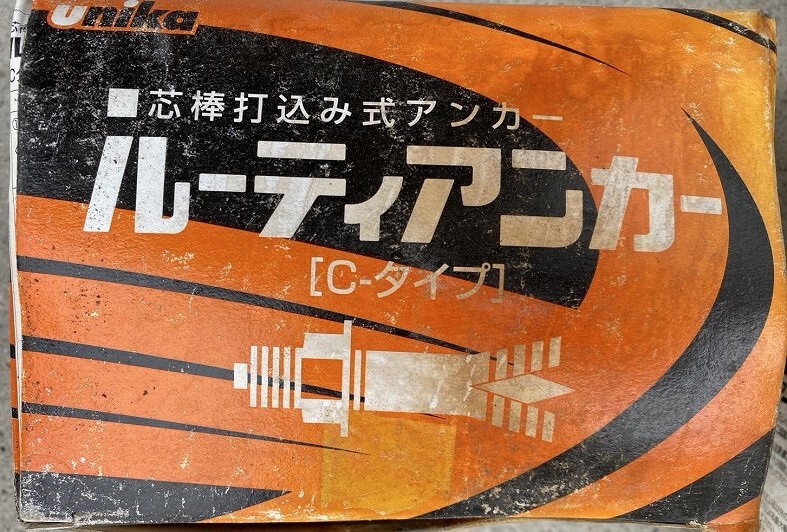 Unika
芯棒打込み式アンカー
ルーティアンカー
[C-タイプ]